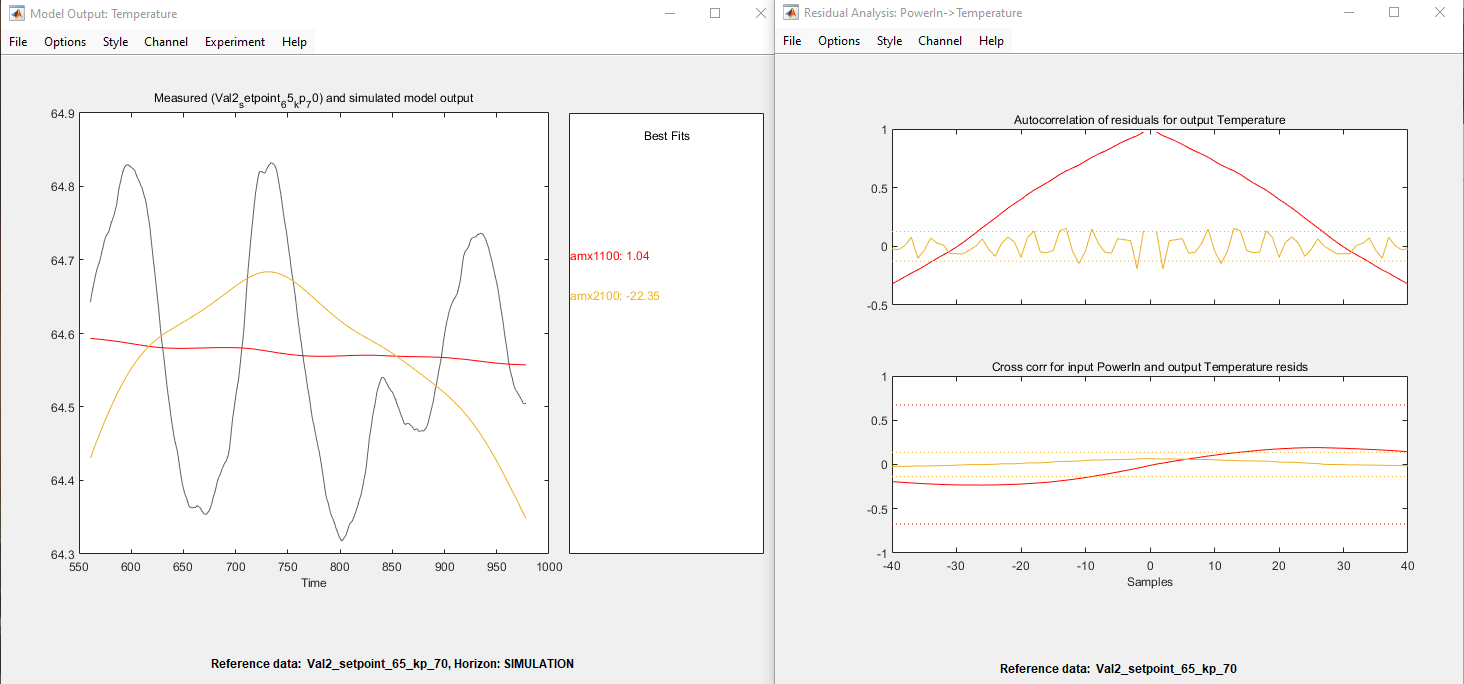 Model Output: Temperature
File Options Style Channel Experiment Help
Measured (Val2setpoint65kp70) and simulated model output
64.9
64.8
64.7
64.6
64.5
64.4
64.3
550 600 650 700 750 800 850 900 950 1000
Time
Best Fits
amx1100: 1.04
amx2100: -22.35
Reference data: Val2_setpoint_65_kp_70, Horizon: SIMULATION
Residual Analysis: PowerIn->Temperature
File Options Style Channel Help
Autocorrelation of residuals for output Temperature
1
0.5
0
-0.5
Cross corr for input PowerIn and output Temperature resids
1
0.5
0
-0.5
-1
-40 -30 -20 -10 0 10 20 30 40
Samples
Reference data: Val2_setpoint_65_kp_70